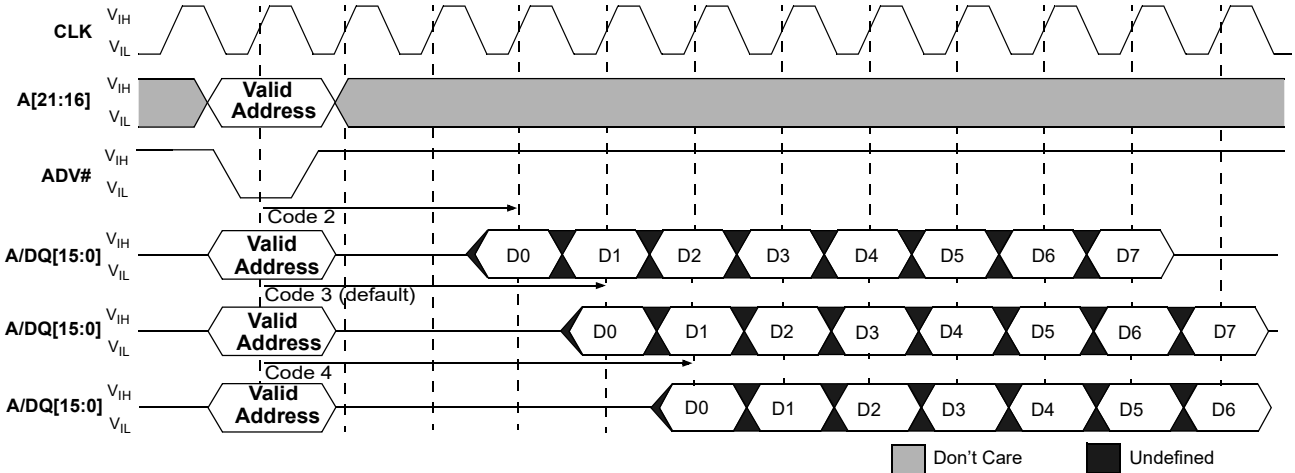 CLK VIH
VIL
A[21:16] VIH
VIL
Valid
Address
ADV# VIH
VIL
Code 2
A/DQ[15:0] VIH
VIL
Valid
Address
D0 D1 D2 D3 D4 D5 D6 D7
Code 3 (default)
A/DQ[15:0] VIH
VIL
Valid
Address
D0 D1 D2 D3 D4 D5 D6 D7
Code 4
A/DQ[15:0] VIH
VIL
Valid
Address
D0 D1 D2 D3 D4 D5 D6
Don't Care Undefined